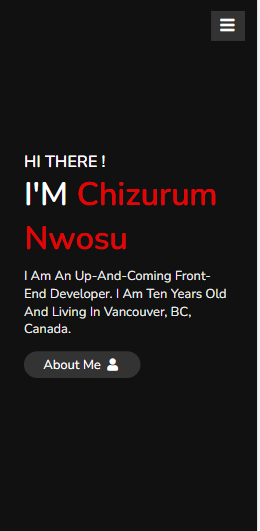 HI THERE !
I'M Chizurum
Nwosu
I Am An Up-And-Coming Front-
End Developer. I Am Ten Years Old
And Living In Vancouver, BC,
Canada.
About Me